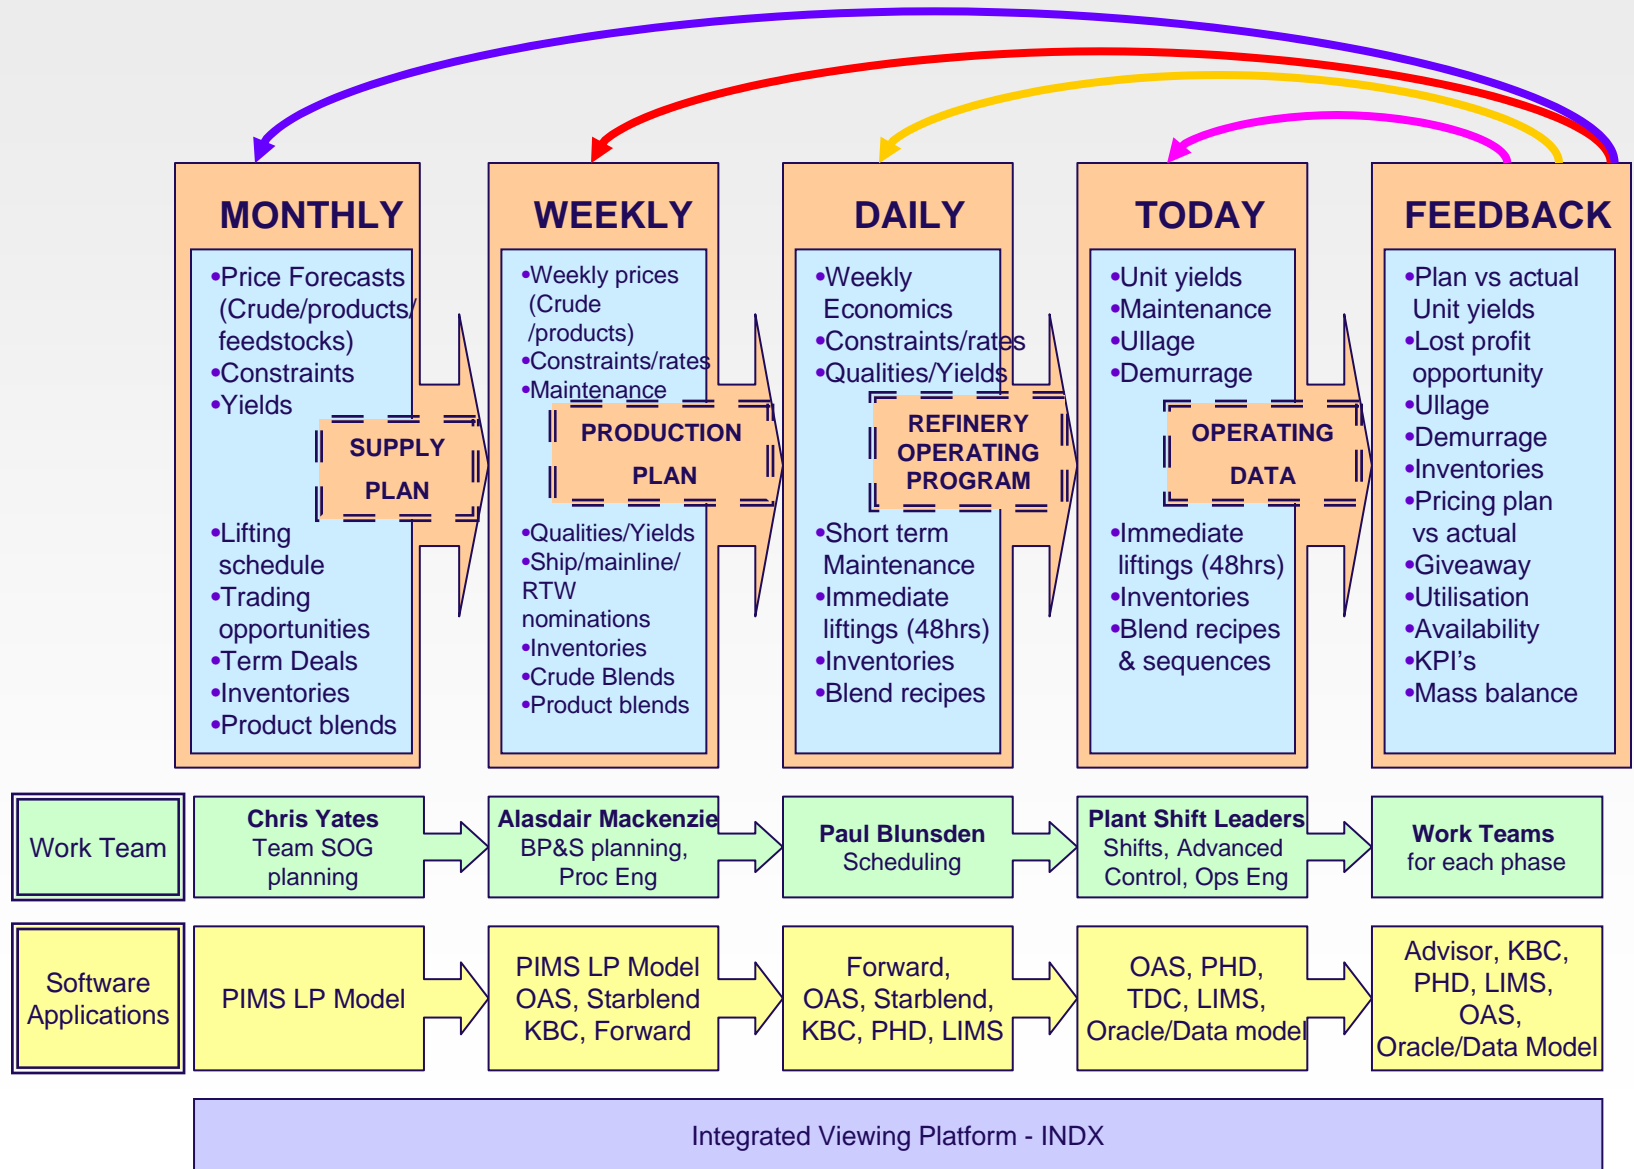 MONTHLY
•Price Forecasts
(Crude/products/
feedstocks)
•Constraints
•Yields
SUPPLY
PLAN
•Lifting
schedule
•Trading
opportunities
•Term Deals
•Inventories
•Product blends
WEEKLY
•Weekly prices
(Crude
/products)
•Constraints/rates
•Maintenance
PRODUCTION
PLAN
•Qualities/Yields
•Ship/mainline/
RTW
nominations
•Inventories
•Crude Blends
•Product blends
DAILY
•Weekly
Economics
•Constraints/rates
•Qualities/Yields
REFINERY
OPERATING
PROGRAM
•Short term
Maintenance
•Immediate
liftings (48hrs)
•Inventories
•Blend recipes
TODAY
•Unit yields
•Maintenance
•Ullage
•Demurrage
OPERATING
DATA
•Immediate
liftings (48hrs)
•Inventories
•Blend recipes
& sequences
FEEDBACK
•Plan vs actual
Unit yields
•Lost profit
opportunity
•Ullage
•Demurrage
•Inventories
•Pricing plan
vs actual
•Giveaway
•Utilisation
•Availability
•KPI's
•Mass balance
Work Team
Chris Yates
Team SOG
planning
Alasdair Mackenzie
BP&S planning,
Proc Eng
Paul Blunsden
Scheduling
Plant Shift Leaders
Shifts, Advanced
Control, Ops Eng
Work Teams
for each phase
Software
Applications
PIMS LP Model
PIMS LP Model
OAS, Starblend
KBC, Forward
Forward,
OAS, Starblend,
KBC, PHD, LIMS
OAS, PHD,
TDC, LIMS,
Oracle/Data model
Advisor, KBC,
PHD, LIMS,
OAS,
Oracle/Data Model
Integrated Viewing Platform - INDX